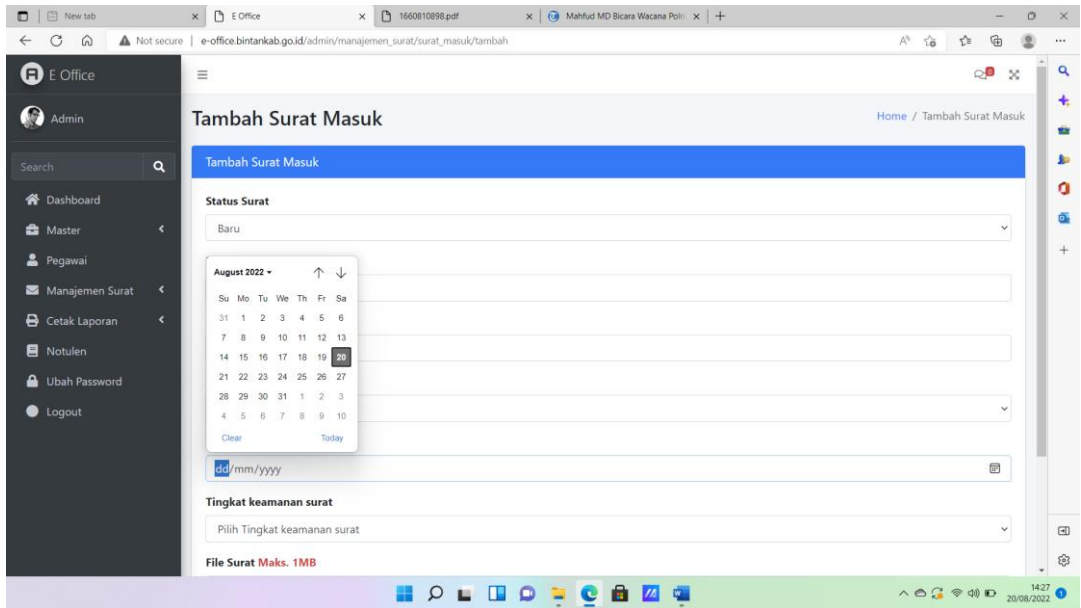 New tab
E Office
1660810898.pdf
Mahfud MD Bicara Wacana Polri
Not secure | e-office.bintankab.go.id/admin/manajemen_surat/surat_masuk/tambah
E Office
Admin
Tambah Surat Masuk
Home / Tambah Surat Masuk
Search
Tambah Surat Masuk
Dashboard
Master
Pegawai
Manajemen Surat
Cetak Laporan
Notulen
Ubah Password
Logout
Status Surat
Baru
August 2022
Su Mo Tu We Th Fr Sa
31 1 2 3 4 5 6
7 8 9 10 11 12 13
14 15 16 17 18 19 20
21 22 23 24 25 26 27
28 29 30 31 1 2 3
4 5 6 7 8 9 10
Clear Today
dd/mm/yyyy
Tingkat keamanan surat
Pilih Tingkat keamanan surat
File Surat Maks. 1MB
14:27
20/08/2022
1